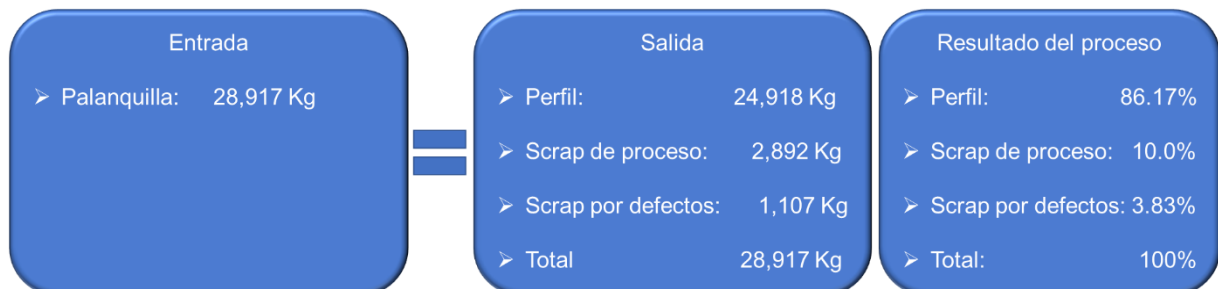 Entrada
➢ Palanquilla: 28,917 Kg
Salida
➢ Perfil: 24,918 Kg
➢ Scrap de proceso: 2,892 Kg
➢ Scrap por defectos: 1,107 Kg
➢ Total 28,917 Kg
Resultado del proceso
➢ Perfil: 86.17%
➢ Scrap de proceso: 10.0%
➢ Scrap por defectos: 3.83%
➢ Total: 100%